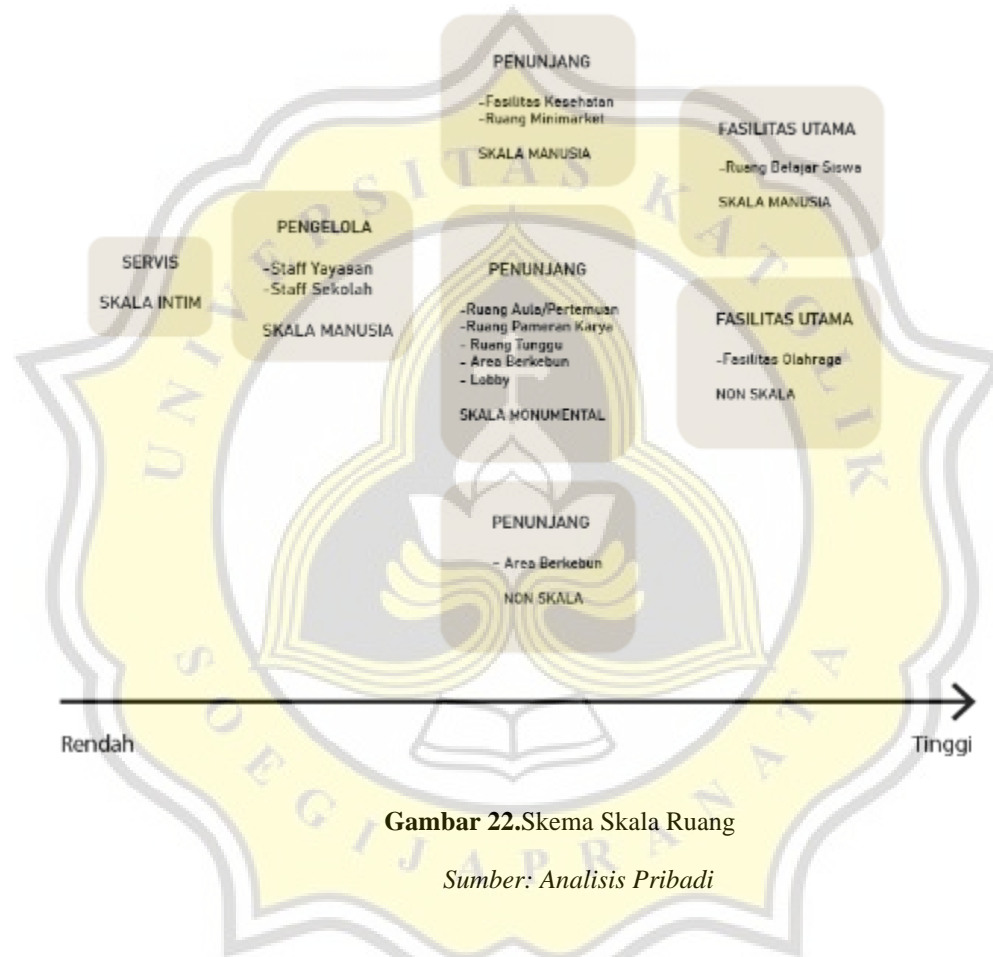 PENUNJANG
-Fasilitas Kesehatan
-Ruang Minimarket
SKALA MANUSIA
FASILITAS UTAMA
-Ruang Belajar Siswa
SKALA MANUSIA
SERVIS
SKALA INTIM
PENGELOLA
-Staff Yayasan
-Staff Sekolah
SKALA MANUSIA
PENUNJANG
-Ruang Aula/Pertemuan
-Ruang Pameran Karya
- Ruang Tunggu
- Area Berkebun
- Lobby
SKALA MONUMENTAL
FASILITAS UTAMA
-Fasilitas Olahraga
NON SKALA
PENUNJANG
- Area Berkebun
NON SKALA
Rendah
Tinggi
Gambar 22.Skema Skala Ruang
Sumber: Analisis Pribadi
UNIVERSITAS KATOLIK
SOEGIJAPRANATA